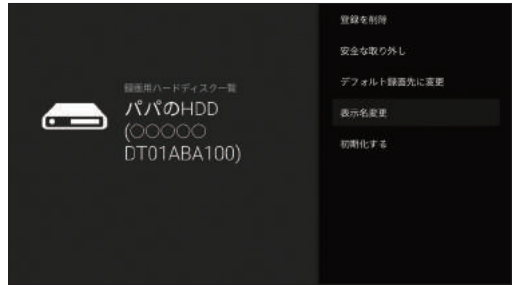 録画用ハードディスク一覧
パパのHDD
(○○○○○
DT01ABA100)
登録を削除
安全な取り外し
デフォルト録画先に変更
表示名変更
初期化する